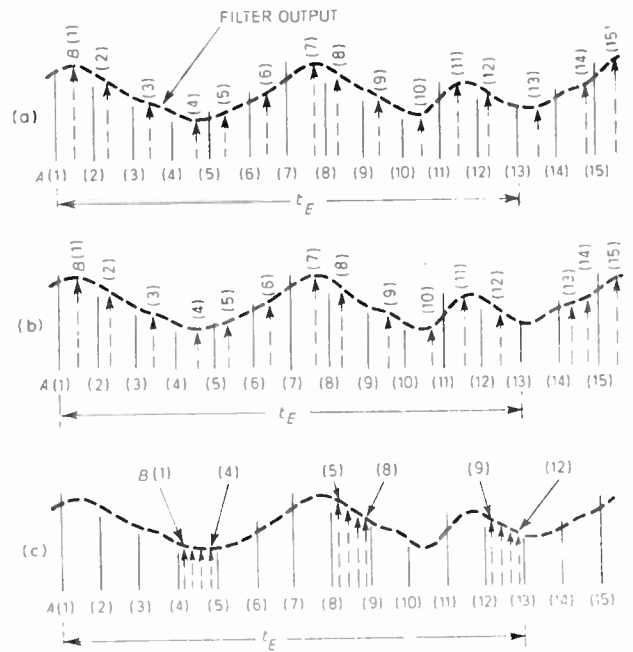 FILTER OUTPUT
B(1) (2) (3) (4) (5) (6) (7) (8) (9) (10) (11) (12) (13) (14) (15)
(a)
A(1) (2) (3) (4) (5) (6) (7) (8) (9) (10) (11) (12) (13) (14) (15)
tE
B(1) (2) (3) (4) (5) (6) (7) (8) (9) (10) (11) (12) (13) (14) (15)
(b)
A(1) (2) (3) (4) (5) (6) (7) (8) (9) (10) (11) (12) (13) (14) (15)
tE
B(1) (4) (5) (8) (9) (12)
(c)
A(1) (2) (3) (4) (5) (6) (7) (8) (9) (10) (11) (12) (13) (14) (15)
tE